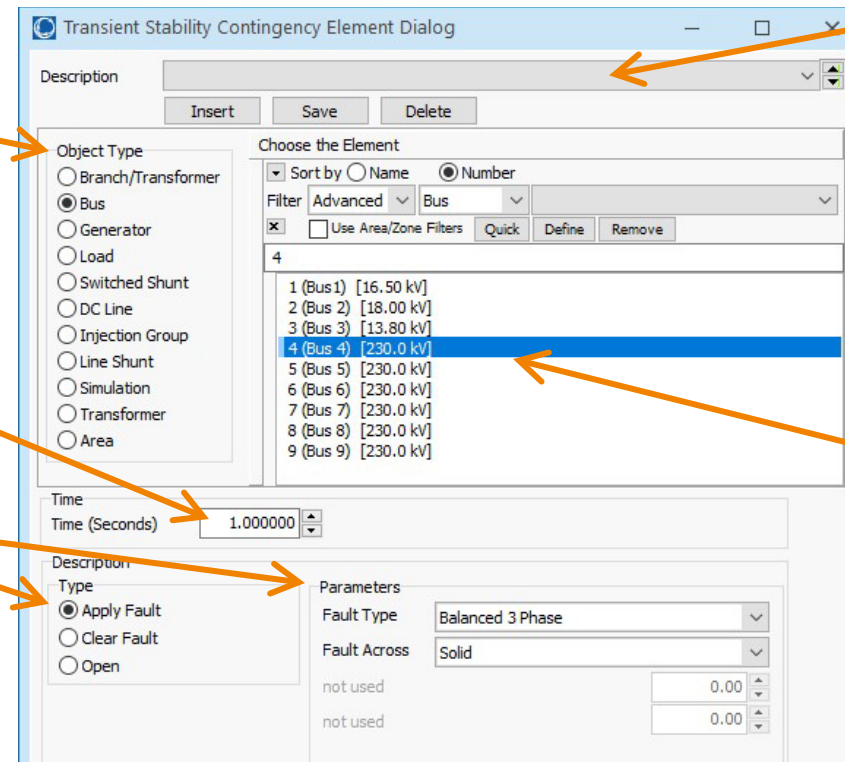 Transient Stability Contingency Element Dialog
Description
Insert Save Delete
Object Type
Branch/Transformer
Bus
Generator
Load
Switched Shunt
DC Line
Injection Group
Line Shunt
Simulation
Transformer
Area
Choose the Element
Sort by Name Number
Filter Advanced Bus
Use Area/Zone Filters Quick Define Remove
4
1 (Bus1) [16.50 kV]
2 (Bus 2) [18.00 kV]
3 (Bus 3) [13.80 kV]
4 (Bus 4) [230.0 kV]
5 (Bus 5) [230.0 kV]
6 (Bus 6) [230.0 kV]
7 (Bus 7) [230.0 kV]
8 (Bus 8) [230.0 kV]
9 (Bus 9) [230.0 kV]
Time
Time (Seconds) 1.000000
Description
Type
Apply Fault
Clear Fault
Open
Parameters
Fault Type Balanced 3 Phase
Fault Across Solid
not used 0.00
not used 0.00